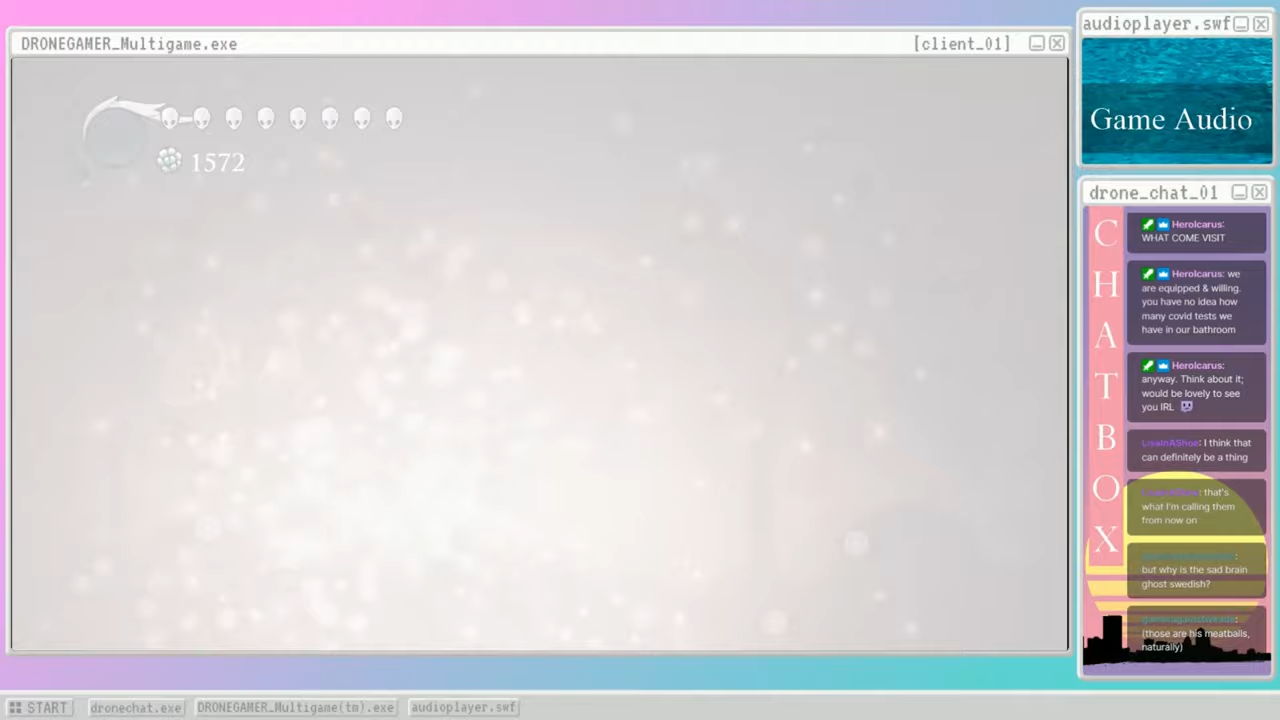 DRONEGAMER_Multigame.exe
[client_01]
1572
audioplayer.swf
Game Audio
drone_chat_01
CHATBOX
HeroIcarus:
WHAT COME VISIT
HeroIcarus: we
are equipped & willing.
you have no idea how
many covid tests we
have in our bathroom
HeroIcarus:
anyway. Think about it;
would be lovely to see
you IRL
LisaInAShoe: I think that
can definitely be a thing
: that's
what I'm calling them
from now on
:
but why is the sad brain
ghost swedish?
:
(those are his meatballs,
naturally)
START
dronechat.exe
DRONEGAMER_Multigame(tm).exe
audioplayer.swf